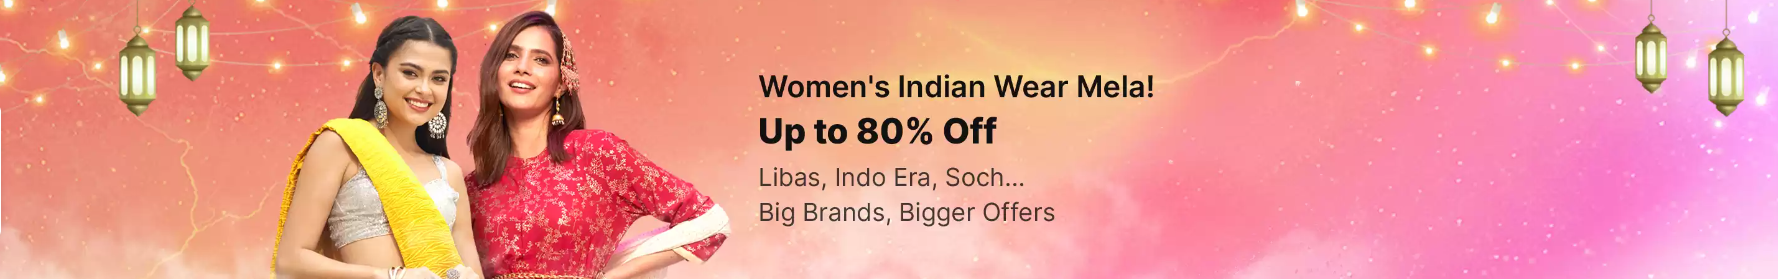 Women's Indian Wear Mela!
Up to 80% Off
Libas, Indo Era, Soch...
Big Brands, Bigger Offers